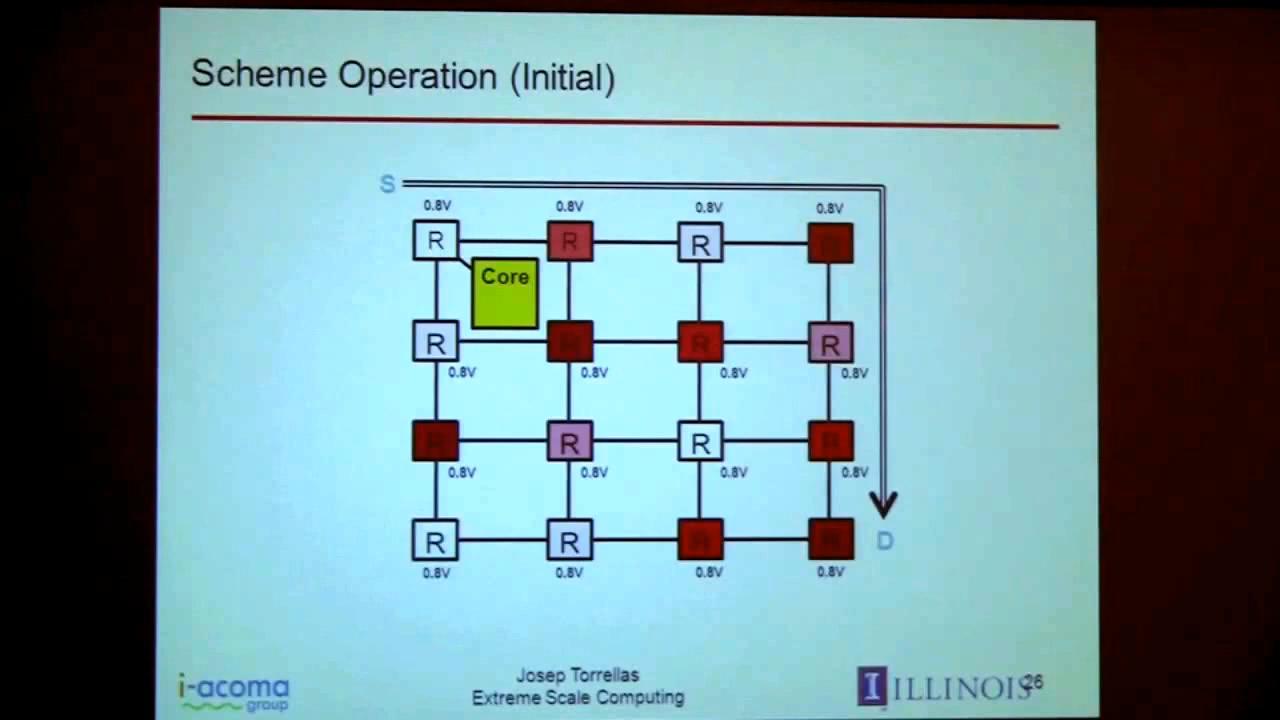 Scheme Operation (Initial)
S
0.8V 0.8V 0.8V 0.8V
R R R
Core
R R R R
0.8V 0.8V 0.8V 0.8V
R R R R
0.8V 0.8V 0.8V 0.8V
R R R R
D
0.8V 0.8V 0.8V 0.8V
i-acoma
group
Josep Torrellas
Extreme Scale Computing
I ILLINOIS
26